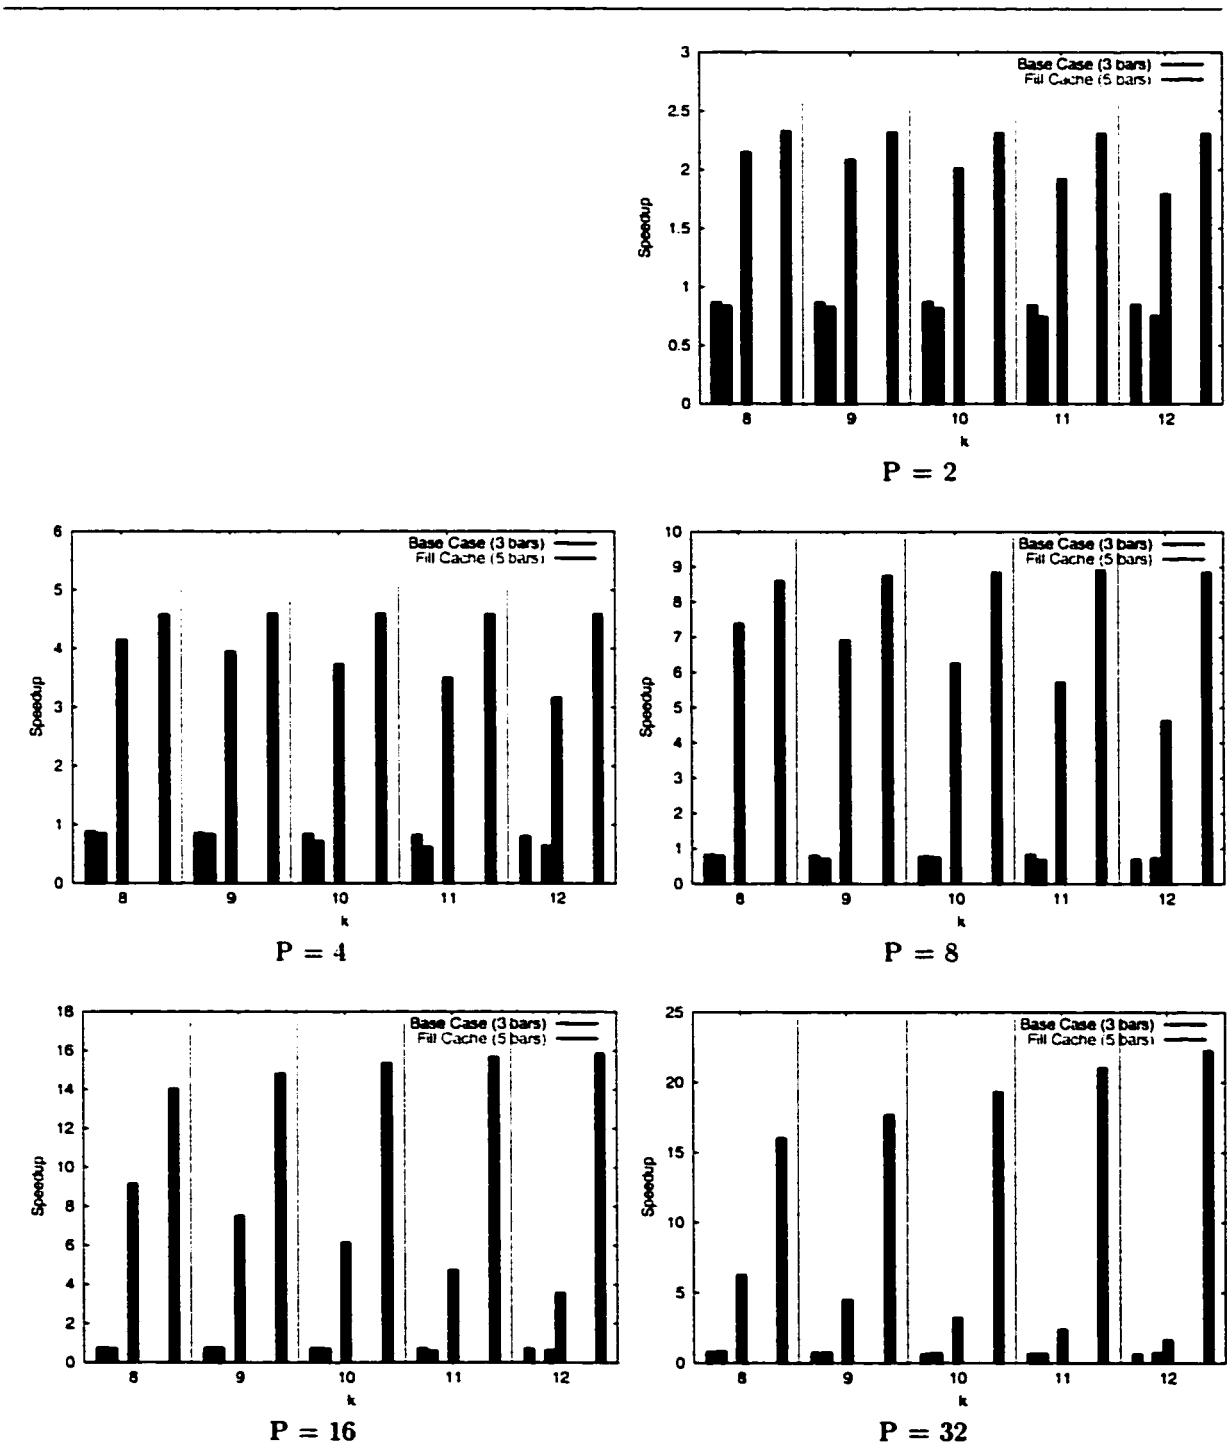 3
Base Case (3 bars)
Fill Cache (5 bars)
2.5
2
1.5
1
0.5
0
Speedup
8 9 10 11 12
k
P = 2
6
Base Case (3 bars)
Fill Cache (5 bars)
5
4
3
2
1
0
Speedup
8 9 10 11 12
k
P = 4
10
Base Case (3 bars)
Fill Cache (5 bars)
9
8
7
6
5
4
3
2
1
0
Speedup
8 9 10 11 12
k
P = 8
18
Base Case (3 bars)
Fill Cache (5 bars)
16
14
12
10
8
6
4
2
0
Speedup
8 9 10 11 12
k
P = 16
25
Base Case (3 bars)
Fill Cache (5 bars)
20
15
10
5
0
Speedup
8 9 10 11 12
k
P = 32